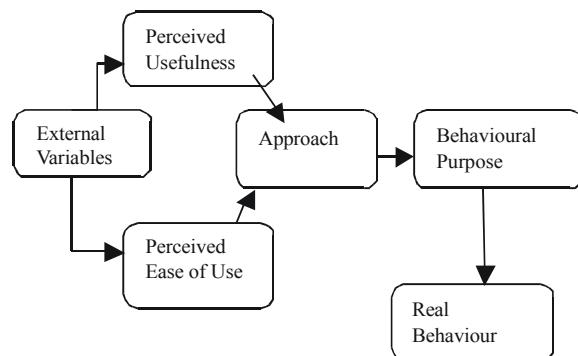 Perceived
Usefulness
External
Variables
Approach
Behavioural
Purpose
Perceived
Ease of Use
Real
Behaviour